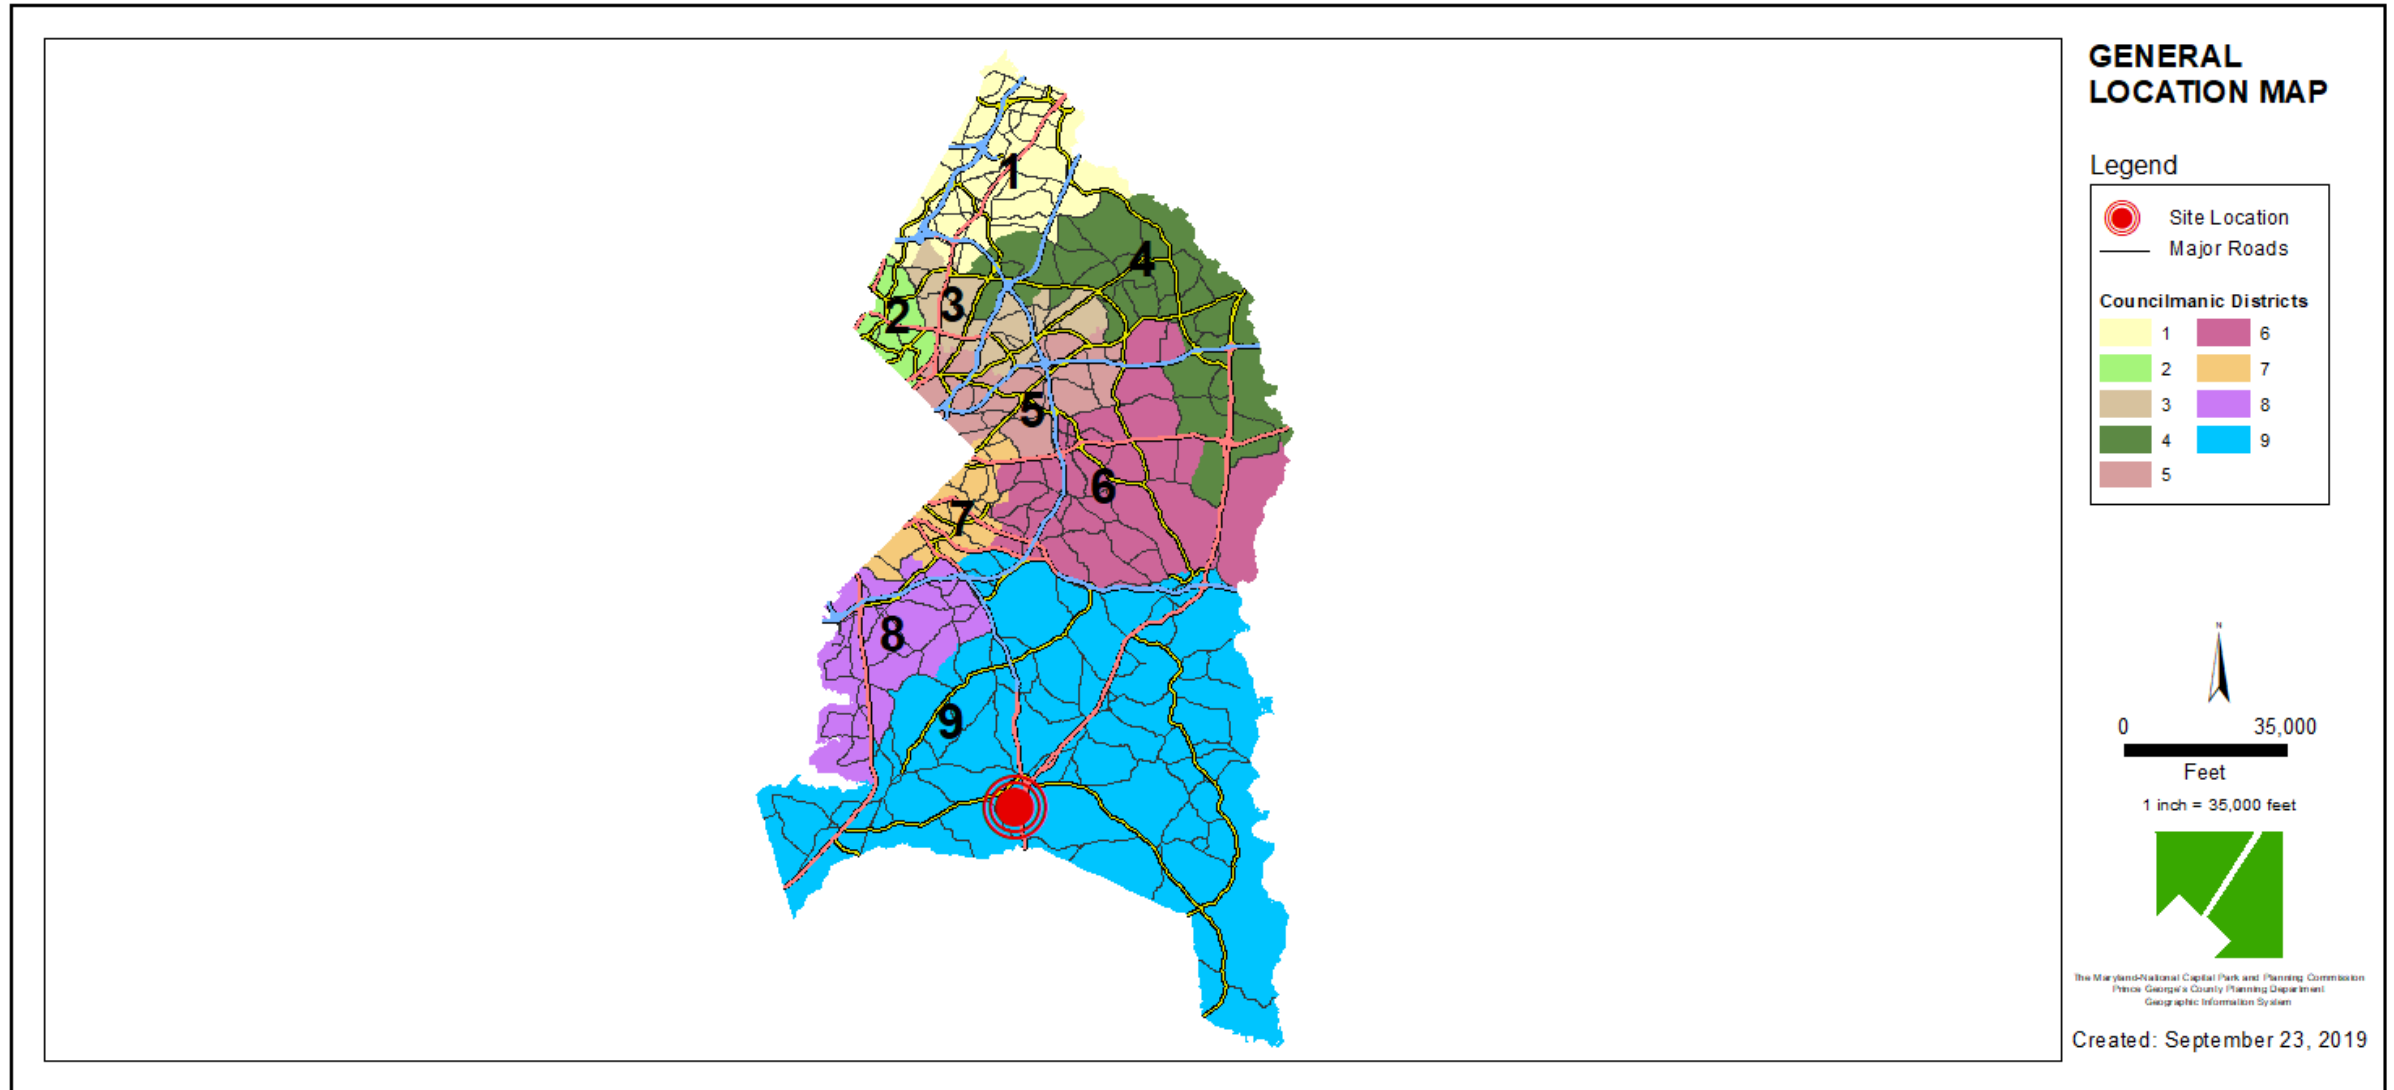 GENERAL
LOCATION MAP
Legend
Site Location
Major Roads
Councilmanic Districts
1 6
2 7
3 8
4 9
5
1
4
3
2
5
6
7
8
9
N
0 35,000
Feet
1 inch = 35,000 feet
The Maryland-National Capital Park and Planning Commission
Prince George's County Planning Department
Geographic Information System
Created: September 23, 2019